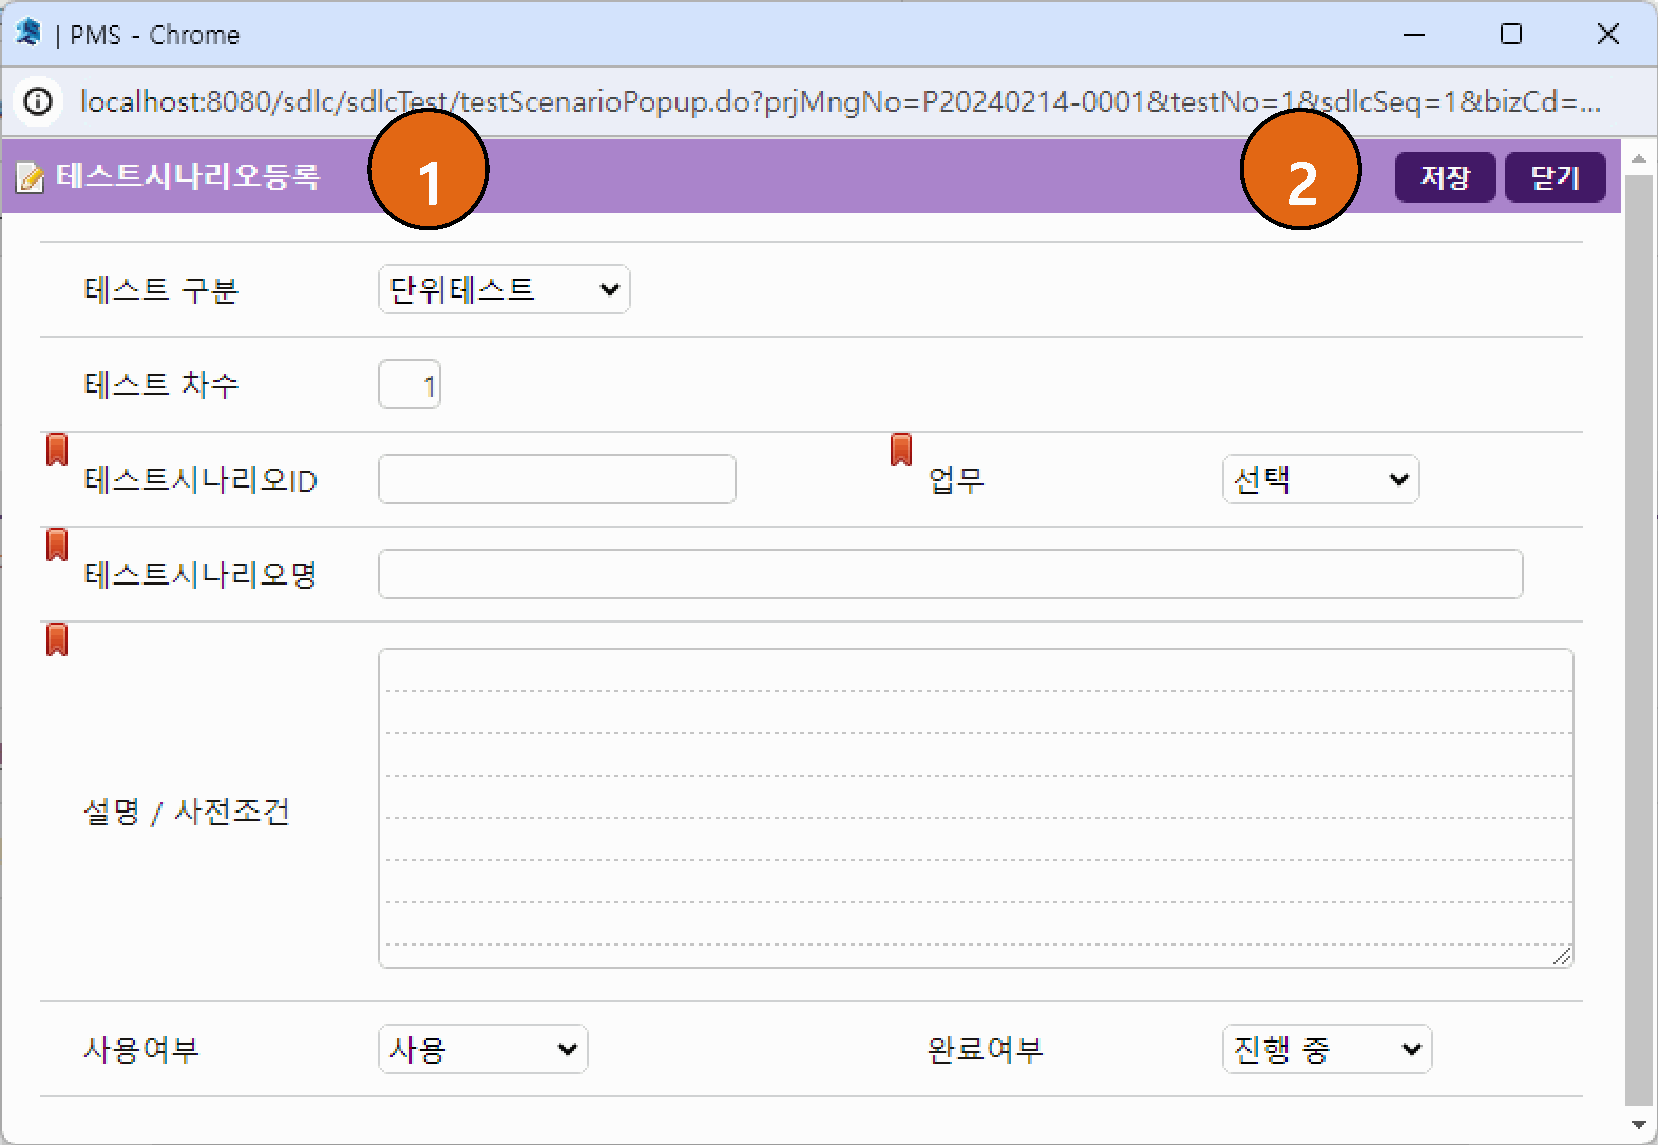 | PMS - Chrome
localhost:8080/sdlc/sdlcTest/testScenarioPopup.do?prjMngNo=P20240214-0001&testNo=1&sdlcSeq=1&bizCd=...
테스트시나리오등록 1 2 저장 닫기
테스트 구분 단위테스트
테스트 차수 1
테스트시나리오ID 업무 선택
테스트시나리오명
설명 / 사전조건
사용여부 사용 완료여부 진행 중